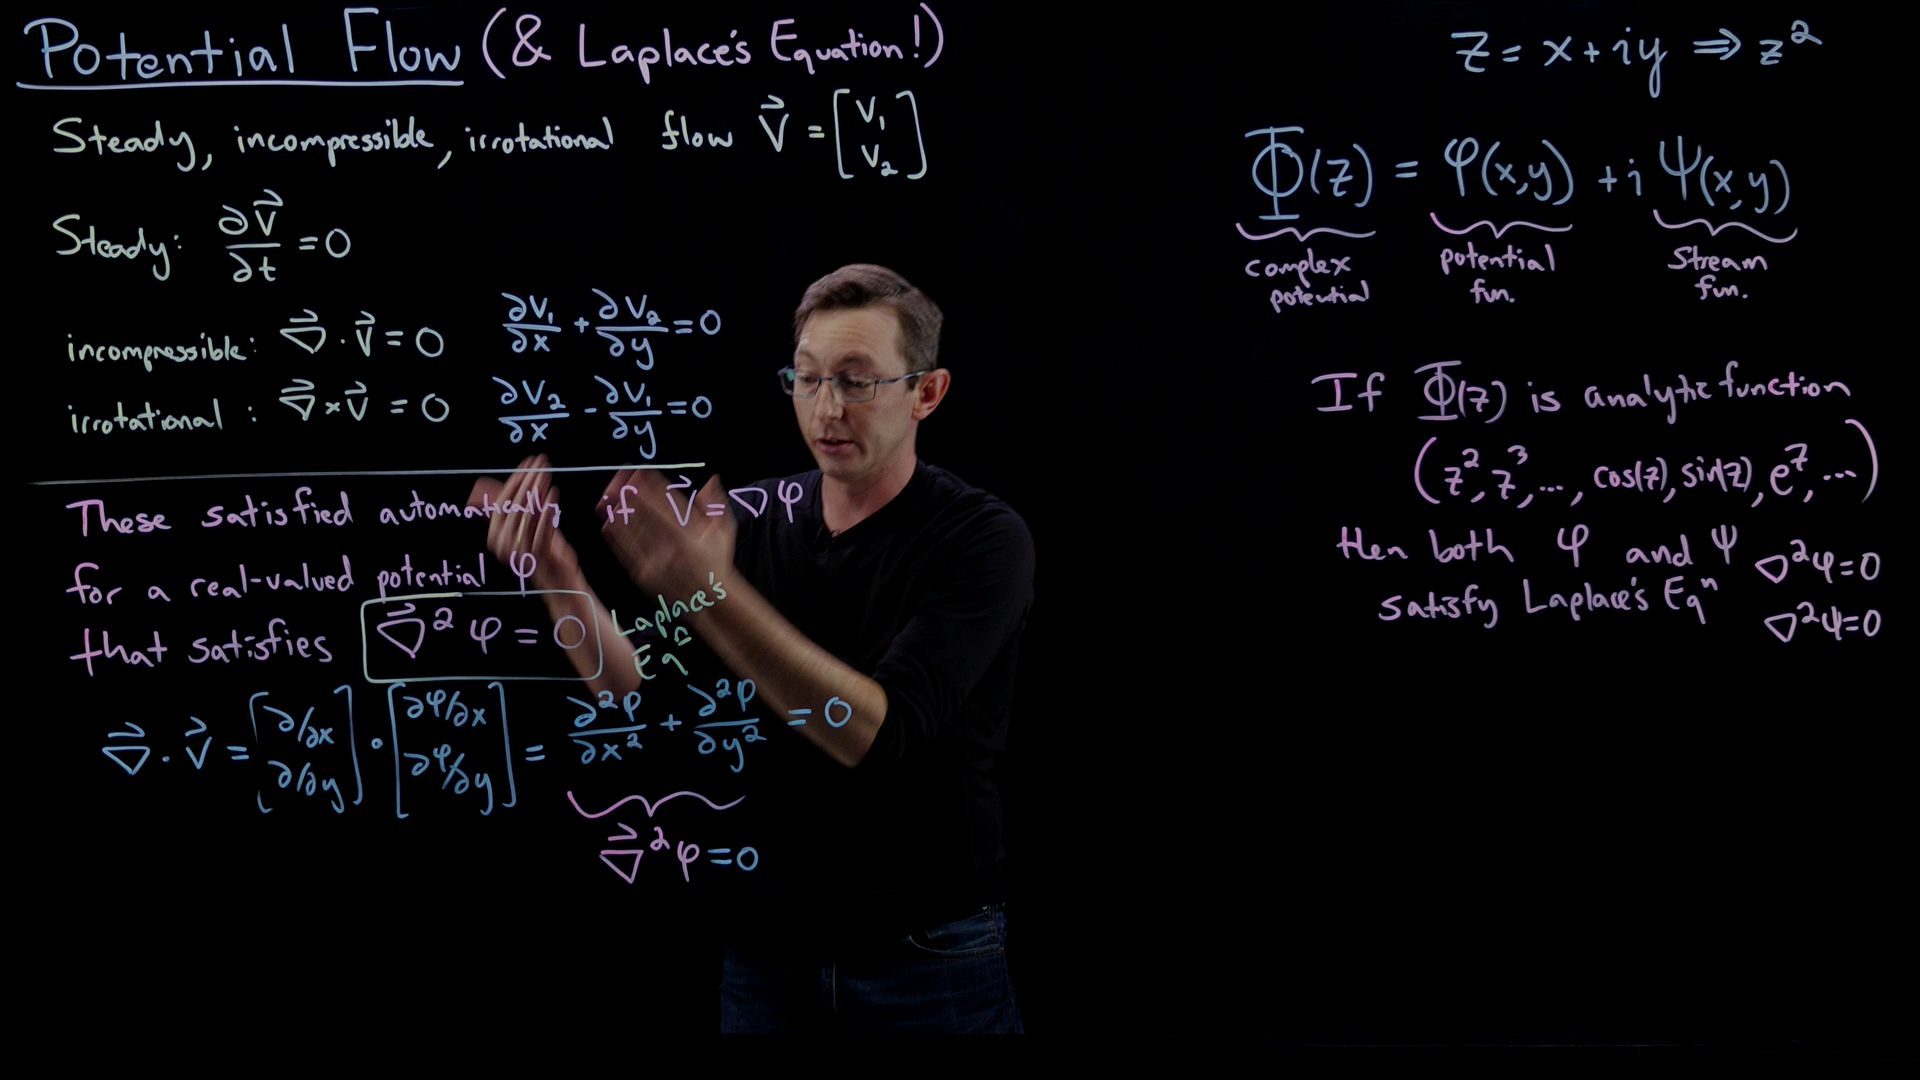 Potential Flow (& Laplace's Equation!)
Steady, incompressible, irrotational flow V⃗ = [V₁ V₂]
Steady: ∂V⃗/∂t = 0
incompressible: ∇⃗ · V⃗ = 0 ∂V₁/∂x + ∂V₂/∂y = 0
irrotational : ∇⃗ × V⃗ = 0 ∂V₂/∂x - ∂V₁/∂y = 0
These satisfied automatically if V⃗ = ∇φ
for a real-valued potential φ
that satisfies ∇⃗²φ = 0 Laplace's Eqⁿ
∇⃗ · V⃗ = [∂/∂x ∂/∂y] · [∂φ/∂x ∂φ/∂y] = ∂²φ/∂x² + ∂²φ/∂y² = 0
∇⃗²φ = 0
z = x + iy ⇒ z²
Φ(z) = φ(x,y) + i ψ(x,y)
complex potential
potential fun.
Stream fun.
If Φ(z) is analytic function
(z², z³, ..., cos(z), sin(z), e^z, ...)
then both φ and ψ ∇²φ=0
satisfy Laplace's Eqⁿ ∇²ψ=0